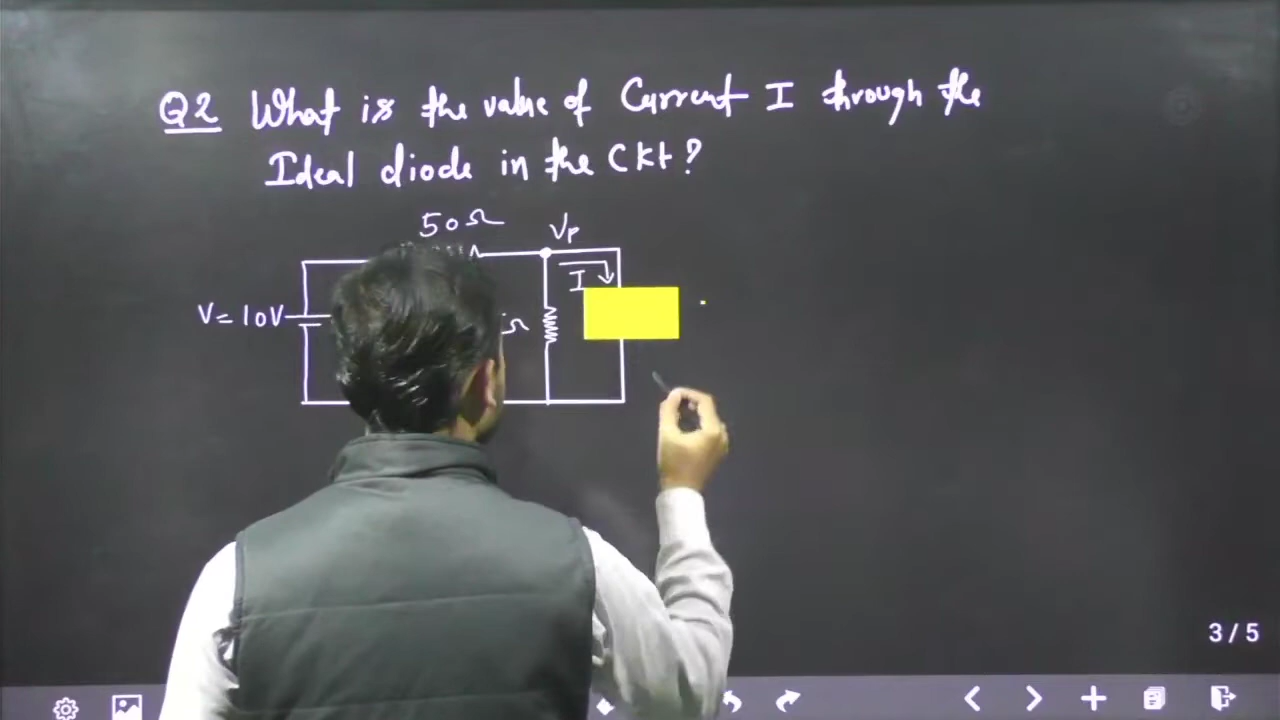 Q2 What is the value of Current I through the
Ideal diode in the Ckt?
50Ω
Vp
I
V=10V
Ω
3/5